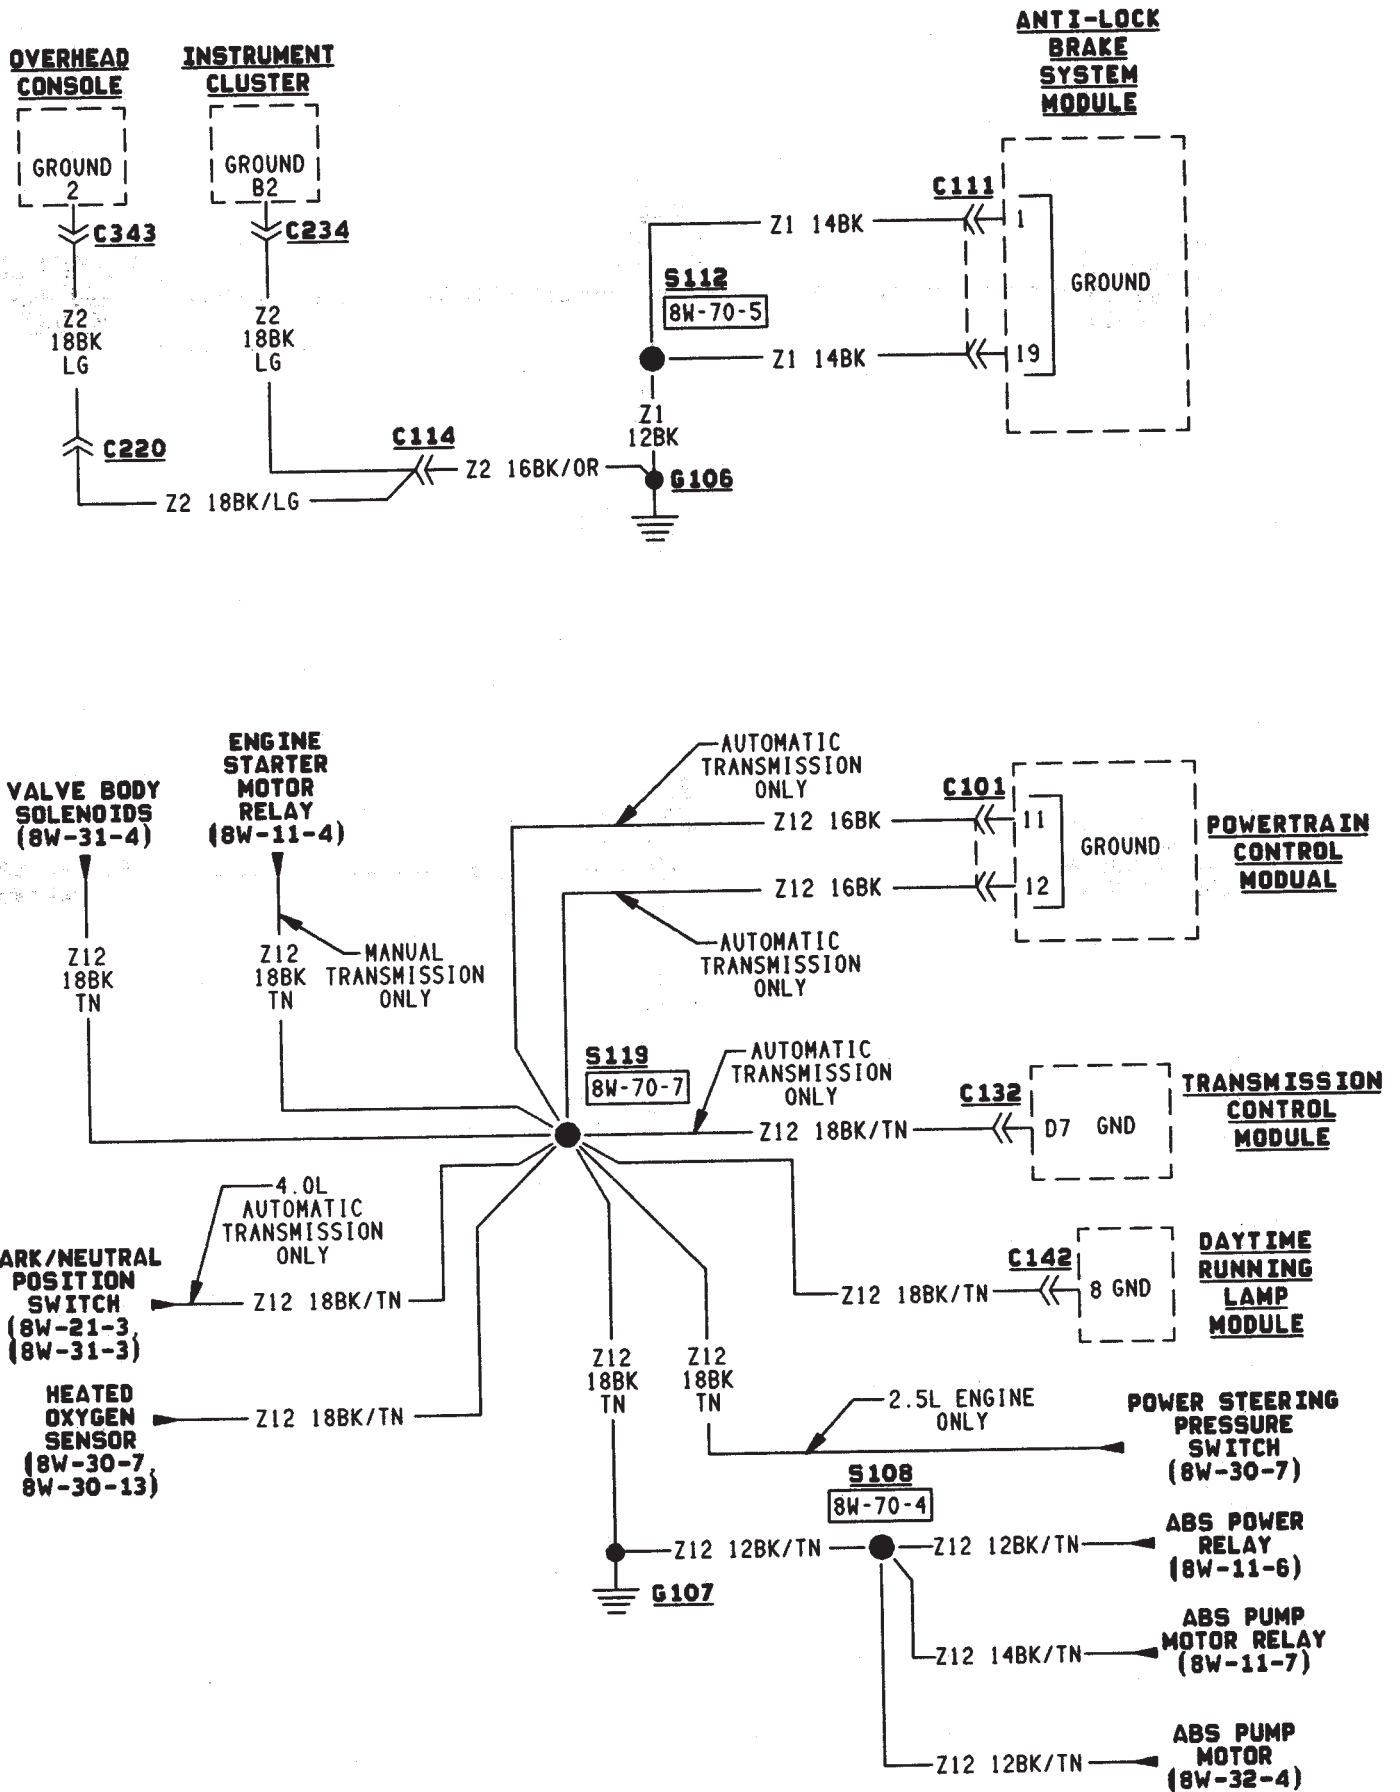 OVERHEAD
CONSOLE
INSTRUMENT
CLUSTER
ANTI-LOCK
BRAKE
SYSTEM
MODULE
GROUND
2
GROUND
B2
C343
C234
C111
Z1 14BK
1
GROUND
S112
8W-70-5
Z1 14BK
19
Z2
18BK
LG
Z2
18BK
LG
Z1
12BK
C220
C114
Z2 16BK/OR
G106
Z2 18BK/LG
VALVE BODY
SOLENOIDS
(8W-31-4)
ENGINE
STARTER
MOTOR
RELAY
(8W-11-4)
AUTOMATIC
TRANSMISSION
ONLY
C101
Z12 16BK
11
GROUND
POWERTRAIN
CONTROL
MODUAL
Z12 16BK
12
AUTOMATIC
TRANSMISSION
ONLY
Z12
18BK
TN
Z12
18BK
TN
MANUAL
TRANSMISSION
ONLY
S119
8W-70-7
AUTOMATIC
TRANSMISSION
ONLY
C132
Z12 18BK/TN
D7 GND
TRANSMISSION
CONTROL
MODULE
4.0L
AUTOMATIC
TRANSMISSION
ONLY
ARK/NEUTRAL
POSITION
SWITCH
(8W-21-3,
(8W-31-3)
Z12 18BK/TN
C142
Z12 18BK/TN
8 GND
DAYTIME
RUNNING
LAMP
MODULE
HEATED
OXYGEN
SENSOR
(8W-30-7,
8W-30-13)
Z12 18BK/TN
Z12
18BK
TN
Z12
18BK
TN
2.5L ENGINE
ONLY
POWER STEERING
PRESSURE
SWITCH
(8W-30-7)
S108
8W-70-4
Z12 12BK/TN
Z12 12BK/TN
ABS POWER
RELAY
(8W-11-6)
G107
Z12 14BK/TN
ABS PUMP
MOTOR RELAY
(8W-11-7)
Z12 12BK/TN
ABS PUMP
MOTOR
(8W-32-4)